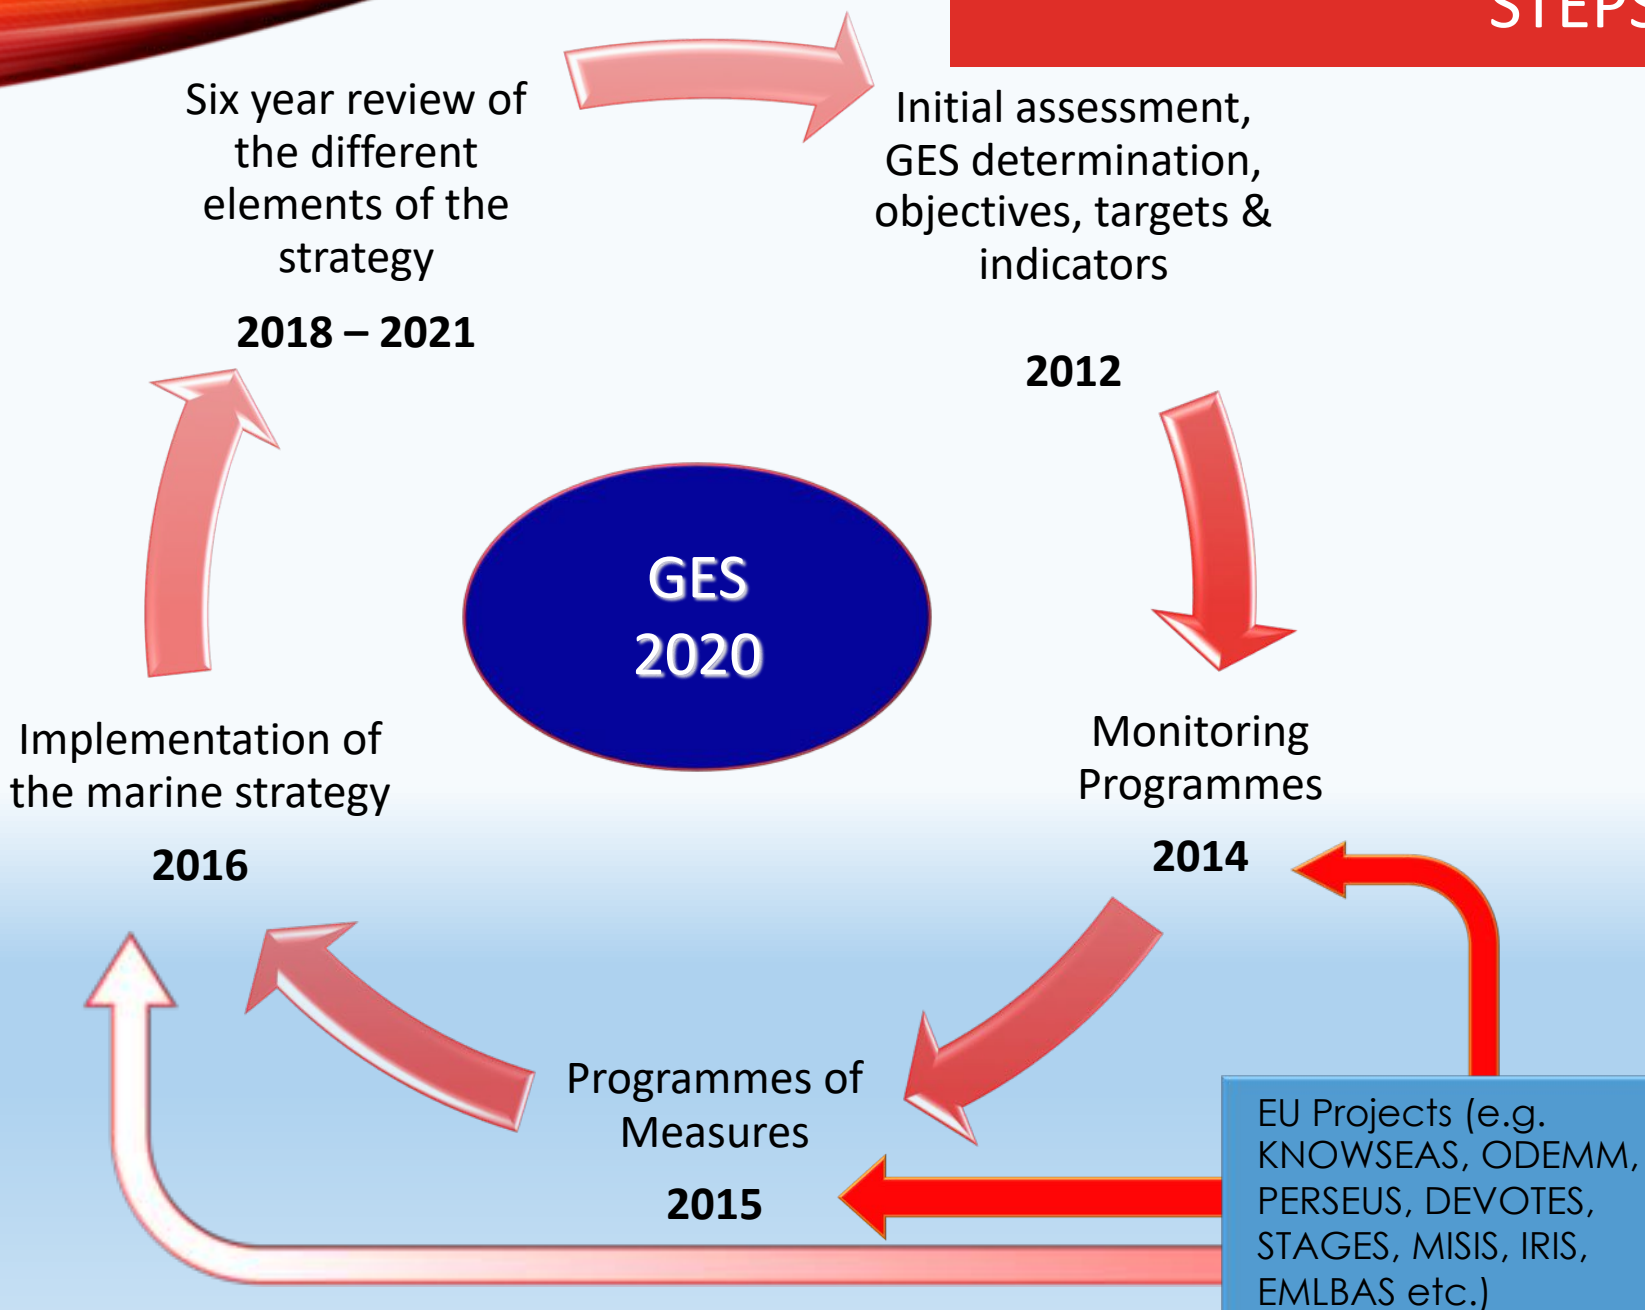 STEPS
Six year review of
the different
elements of the
strategy
2018 – 2021
Initial assessment,
GES determination,
objectives, targets &
indicators
2012
GES
2020
Monitoring
Programmes
2014
Implementation of
the marine strategy
2016
Programmes of
Measures
2015
EU Projects (e.g.
KNOWSEAS, ODEMM,
PERSEUS, DEVOTES,
STAGES, MISIS, IRIS,
EMLBAS etc.)